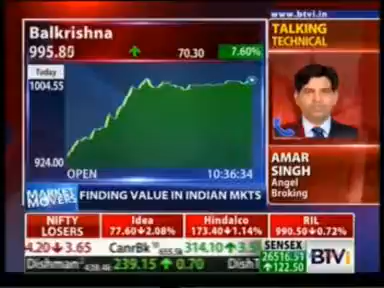 www.btvi.in
Balkrishna
995.80 70.30 7.60%
TALKING
TECHNICAL
Today
1004.55
924.00
OPEN 10:36:34
AMAR
SINGH
Angel
Broking
MARKET
MOVERS
FINDING VALUE IN INDIAN MKTS
NIFTY
LOSERS
Idea
77.60 2.08%
Hindalco
173.40 1.14%
RIL
990.50 0.72%
4.20 3.65 CanrBk 314.10 3.5
SENSEX
26516.51
122.50
Dishman 239.15 0.70 Dish
BTVi